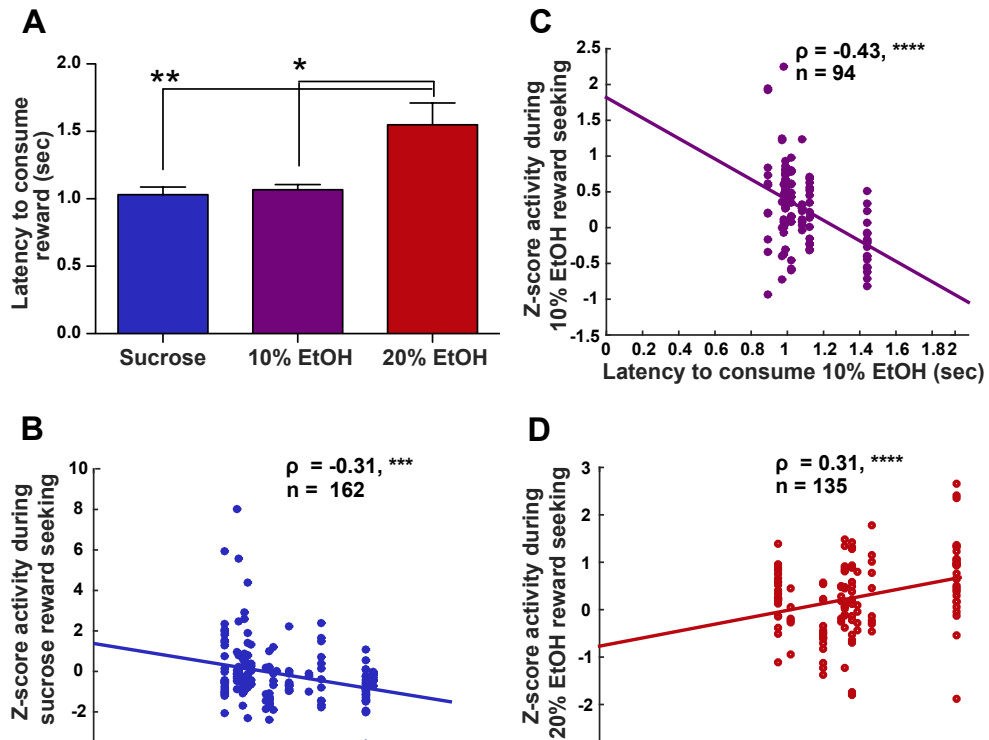 A
Latency to consume
reward (sec)
2.0
1.5
1.0
0.5
0.0
**
*
Sucrose
10% EtOH
20% EtOH
C
Z-score activity during
10% EtOH reward seeking
2.5
2
1.5
1
0.5
0
-0.5
-1
-1.5
ρ = -0.43, ****
n = 94
0 0.2 0.4 0.6 0.8 1 1.2 1.4 1.6 1.8 2
Latency to consume 10% EtOH (sec)
B
Z-score activity during
sucrose reward seeking
10
8
6
4
2
0
-2
ρ = -0.31, ***
n = 162
D
Z-score activity during
20% EtOH reward seeking
3
2
1
0
-1
-2
ρ = 0.31, ****
n = 135